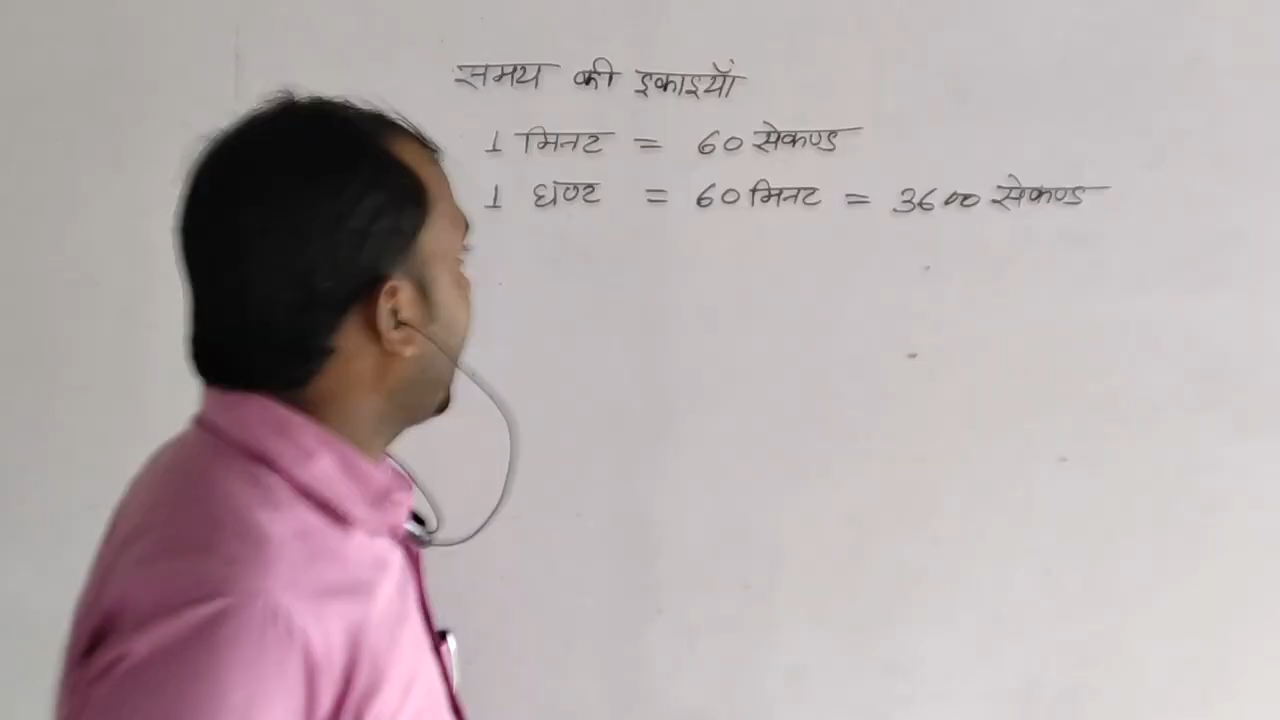 समय की इकाइयाँ
1 मिनट = 60 सेकण्ड
1 घण्ट = 60 मिनट = 3600 सेकण्ड